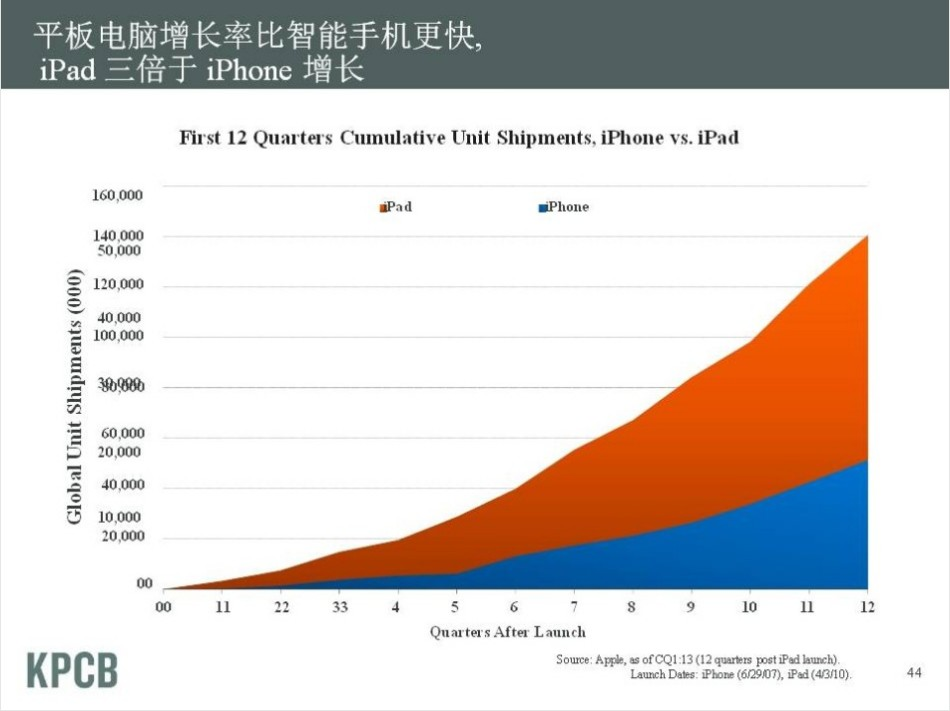 平板电脑增长率比智能手机更快,
iPad 三倍于 iPhone 增长
First 12 Quarters Cumulative Unit Shipments, iPhone vs. iPad
160,000
iPad
iPhone
140,000
50,000
120,000
40,000
100,000
30,000
80,000
60,000
20,000
40,000
10,000
20,000
00
Global Unit Shipments (000)
00 11 22 33 4 5 6 7 8 9 10 11 12
Quarters After Launch
KPCB
Source: Apple, as of CQ1:13 (12 quarters post iPad launch).
Launch Dates: iPhone (6/29/07), iPad (4/3/10).
44